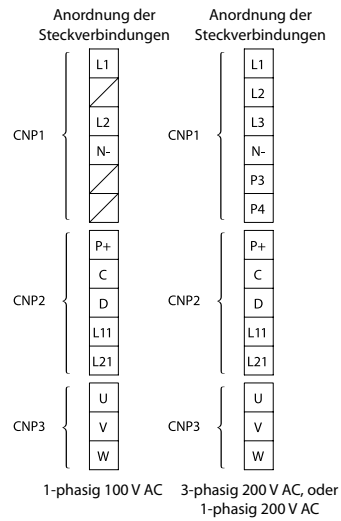 Anordnung der
Steckverbindungen
CNP1
L1
L2
N-
CNP2
P+
C
D
L11
L21
CNP3
U
V
W
1-phasig 100 V AC
Anordnung der
Steckverbindungen
CNP1
L1
L2
L3
N-
P3
P4
CNP2
P+
C
D
L11
L21
CNP3
U
V
W
3-phasig 200 V AC, oder
1-phasig 200 V AC